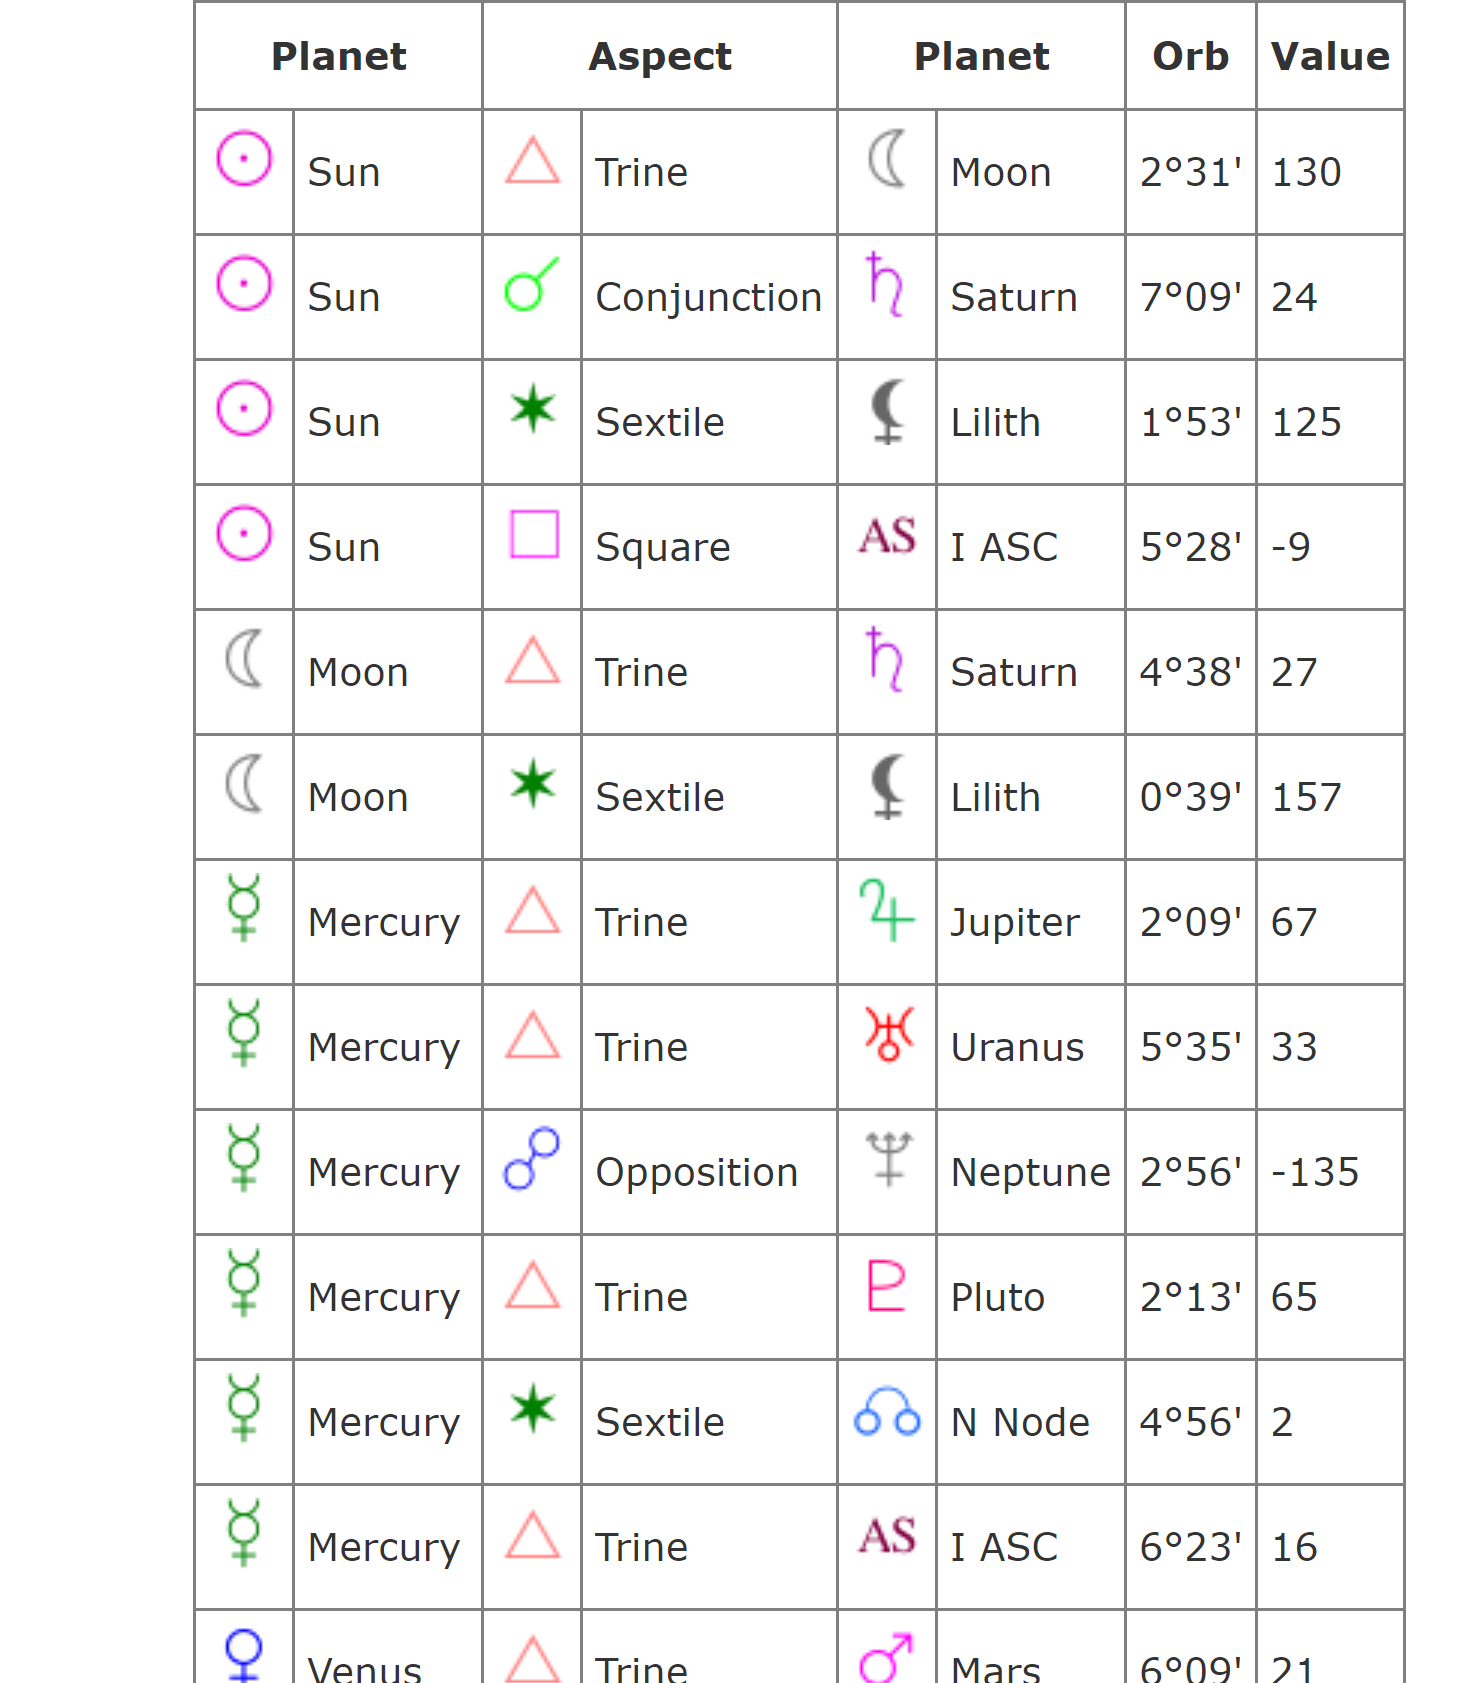 Planet Aspect Planet Orb Value
Sun Trine Moon 2°31' 130
Sun Conjunction Saturn 7°09' 24
Sun Sextile Lilith 1°53' 125
Sun Square AS I ASC 5°28' -9
Moon Trine Saturn 4°38' 27
Moon Sextile Lilith 0°39' 157
Mercury Trine Jupiter 2°09' 67
Mercury Trine Uranus 5°35' 33
Mercury Opposition Neptune 2°56' -135
Mercury Trine Pluto 2°13' 65
Mercury Sextile N Node 4°56' 2
Mercury Trine AS I ASC 6°23' 16
Venus Trine Mars 6°09' 21